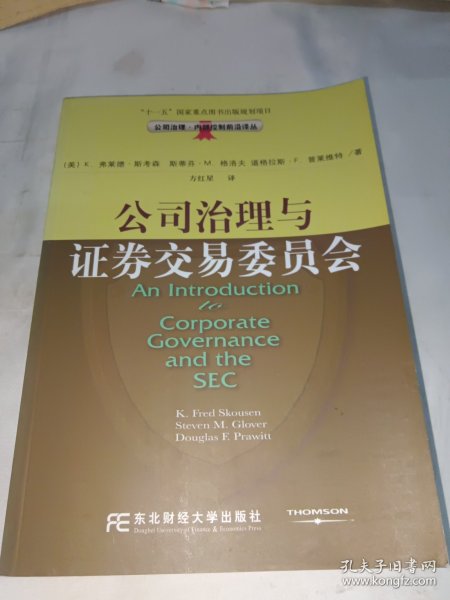 “十一五”国家重点图书出版规划项目
公司治理·内部控制前沿译丛
(美) K. 弗莱德·斯考森 斯蒂芬·M. 格洛夫 道格拉斯·F. 普莱维特 / 著
方红星 译
公司治理与
证券交易委员会
An Introduction
to
Corporate
Governance
and the
SEC
K. Fred Skousen
Steven M. Glover
Douglas F. Prawitt
东北财经大学出版社
Dongbei University of Finance & Economics Press
THOMSON
孔夫子旧书网
www.kongfz.com